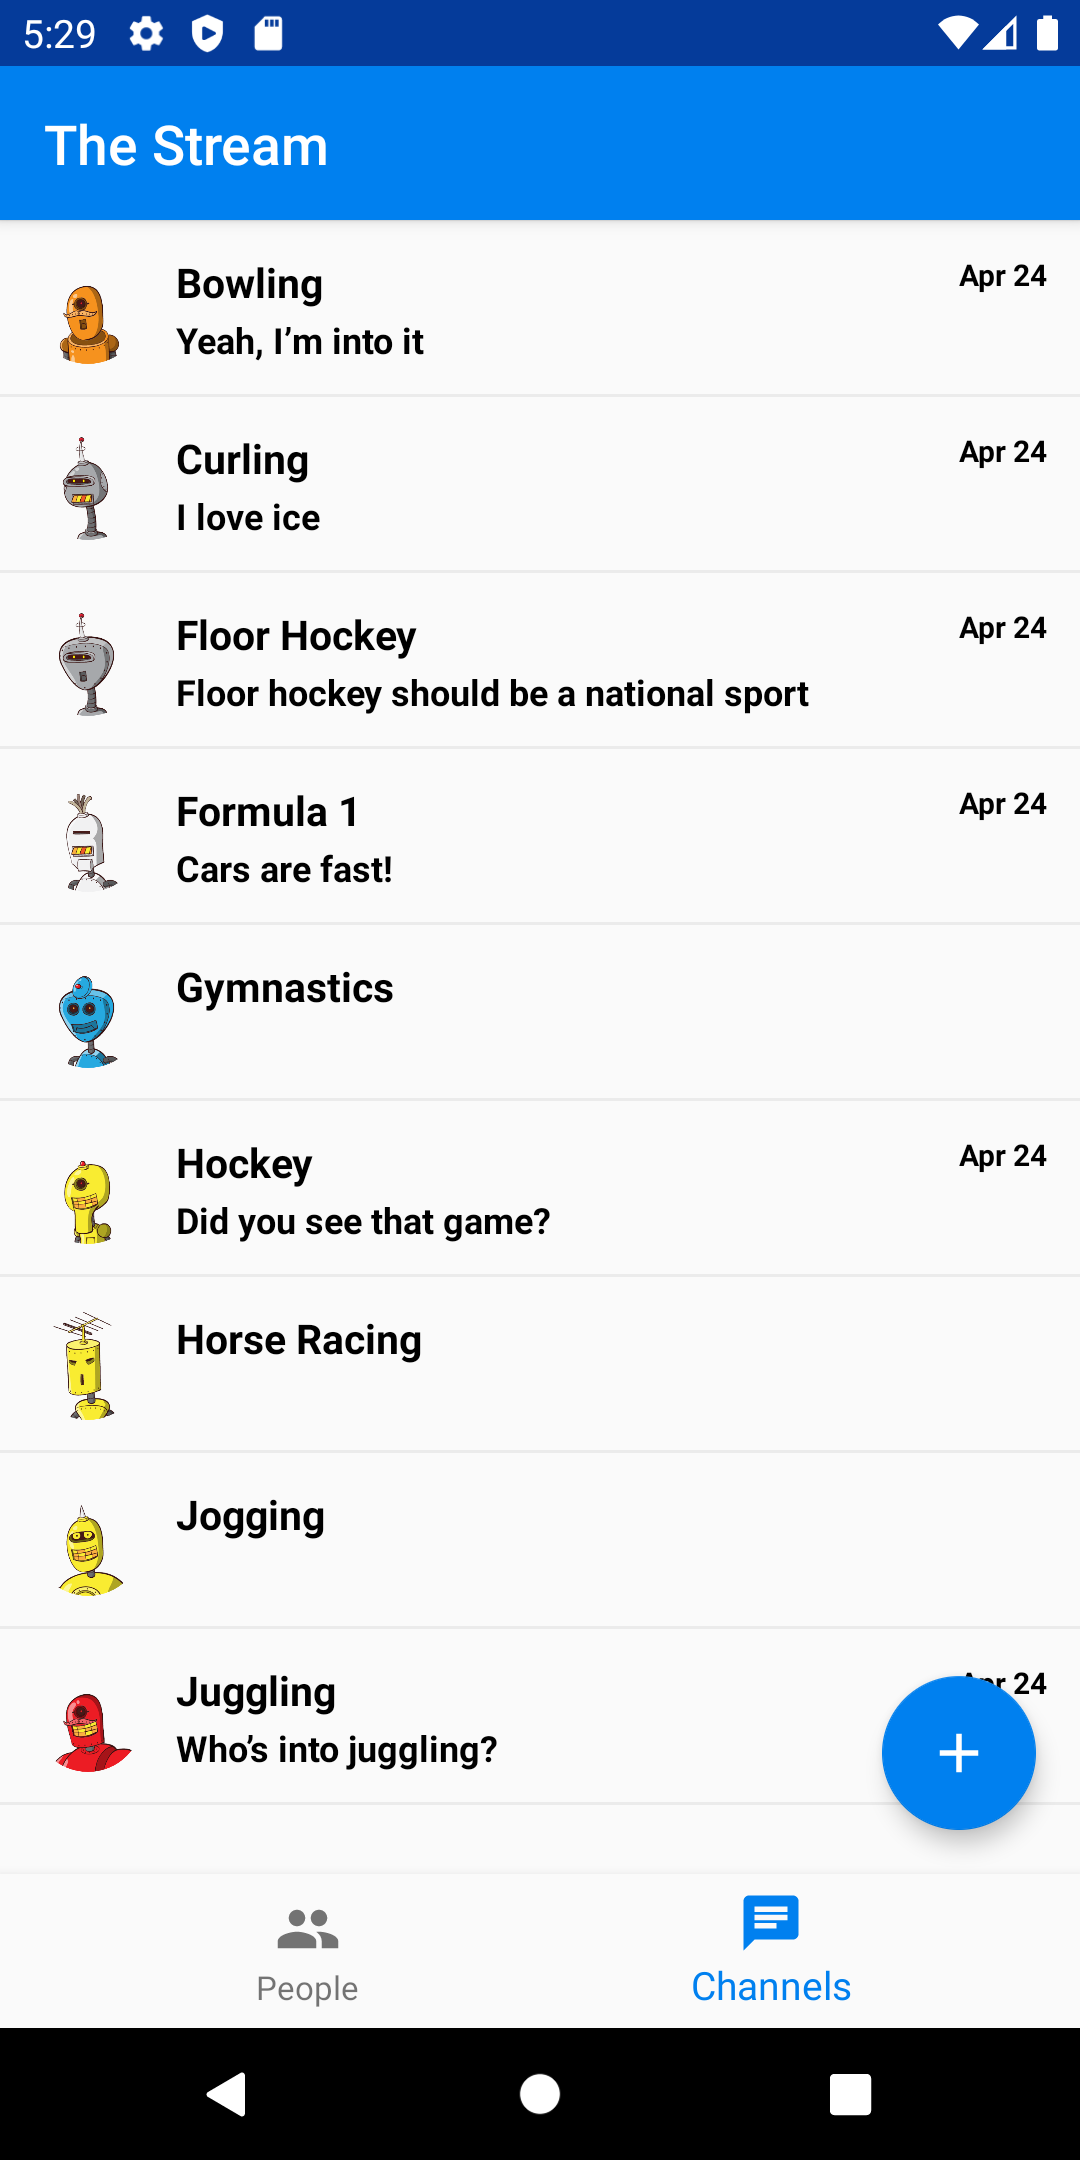 5:29
The Stream
Bowling
Apr 24
Yeah, I’m into it
Curling
Apr 24
I love ice
Floor Hockey
Apr 24
Floor hockey should be a national sport
Formula 1
Apr 24
Cars are fast!
Gymnastics
Hockey
Apr 24
Did you see that game?
Horse Racing
Jogging
Juggling
Apr 24
Who’s into juggling?
People
Channels